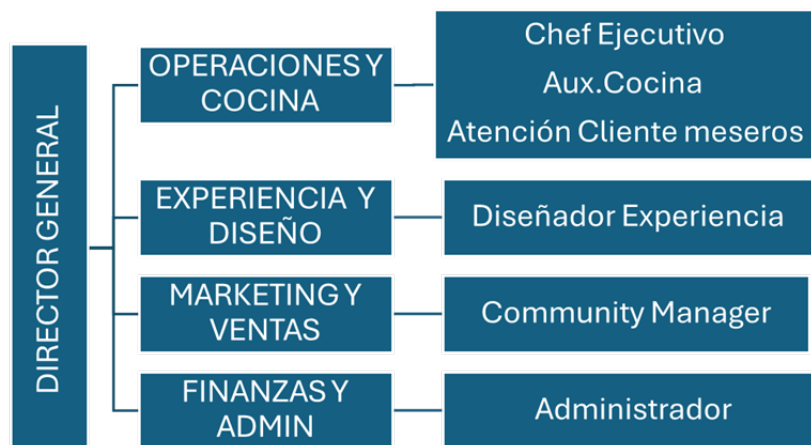 DIRECTOR GENERAL
OPERACIONES Y
COCINA
Chef Ejecutivo
Aux.Cocina
Atención Cliente meseros
EXPERIENCIA Y
DISEÑO
Diseñador Experiencia
MARKETING Y
VENTAS
Community Manager
FINANZAS Y
ADMIN
Administrador